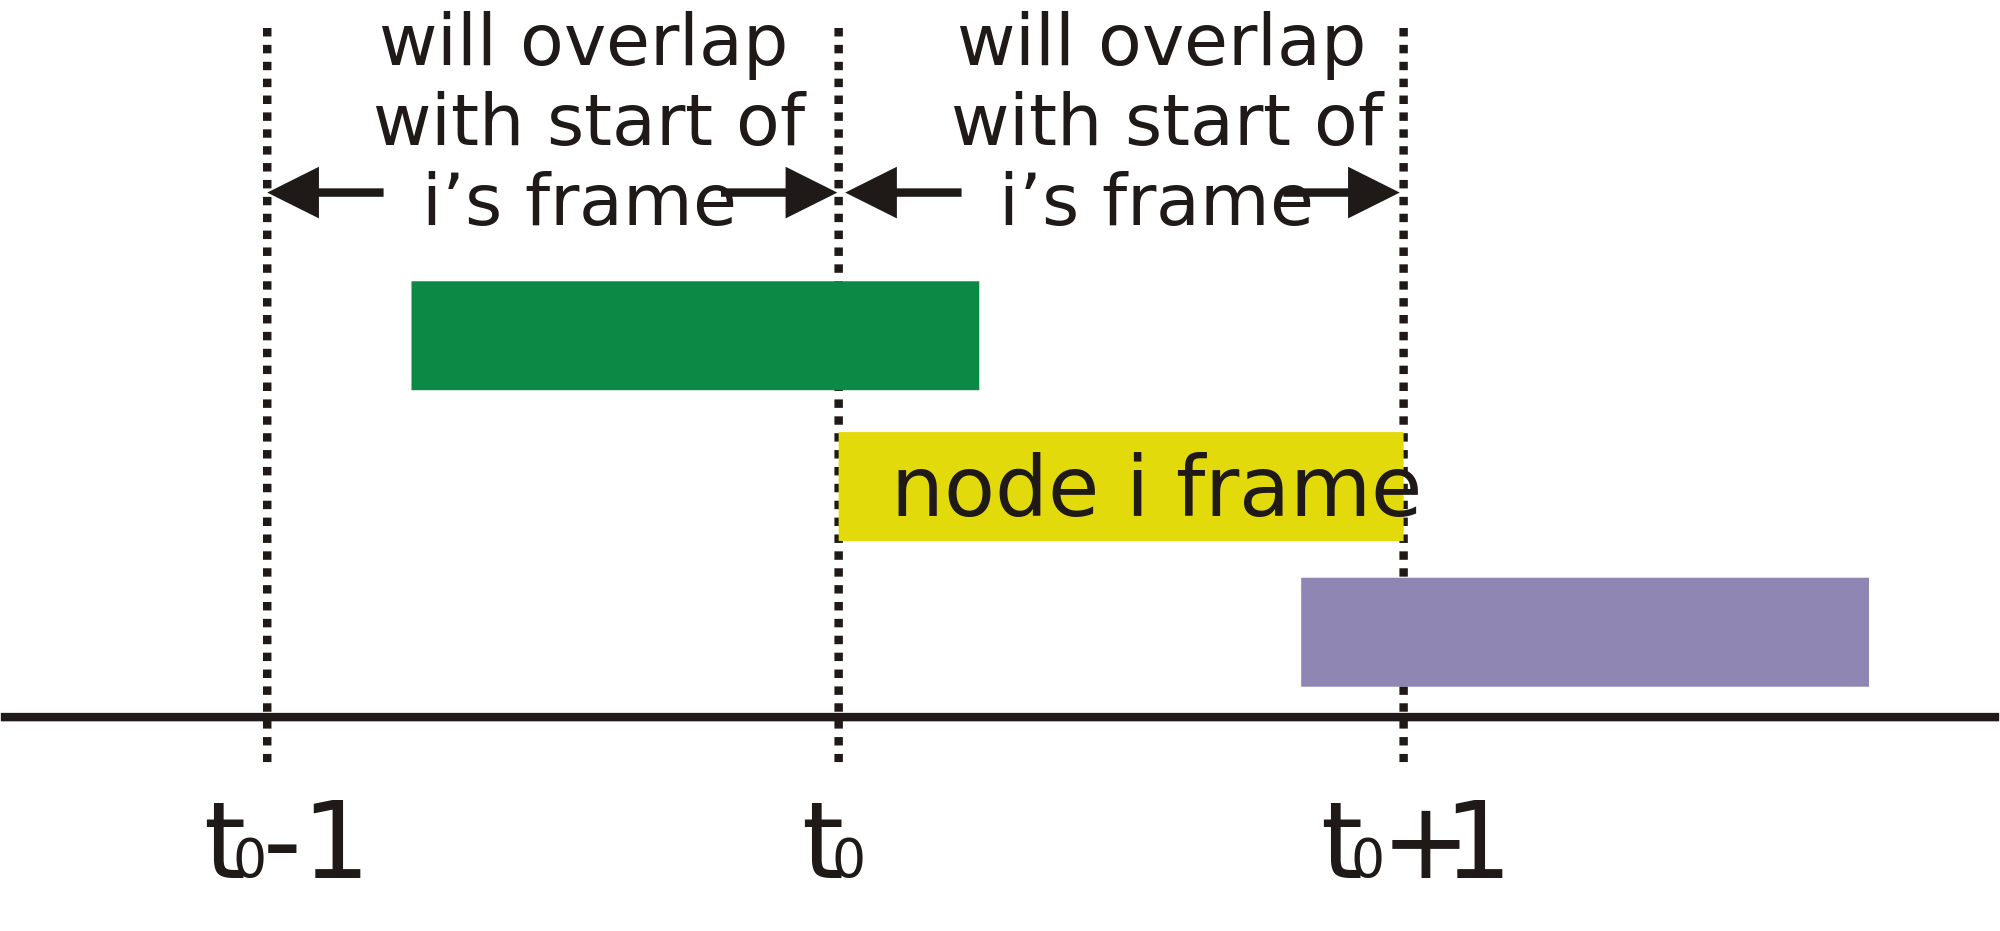 will overlap
with start of
i’s frame
will overlap
with start of
i’s frame
node i frame
t₀-1
t₀
t₀+1